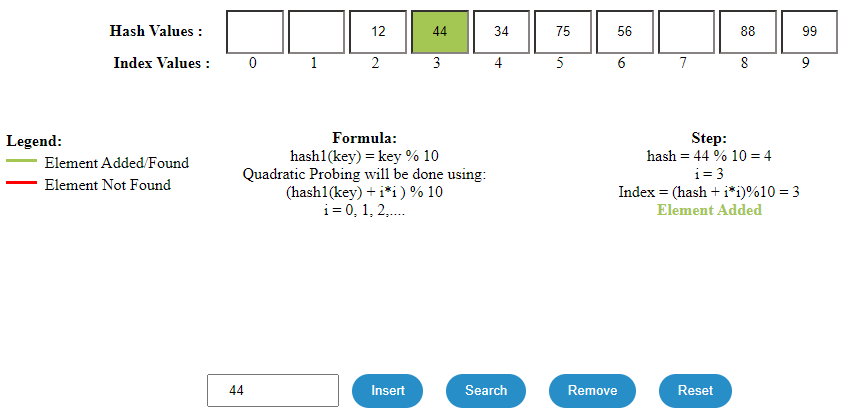 Hash Values : 12 44 34 75 56 88 99
Index Values : 0 1 2 3 4 5 6 7 8 9
Legend:
Element Added/Found
Element Not Found
Formula:
hash1(key) = key % 10
Quadratic Probing will be done using:
(hash1(key) + i*i ) % 10
i = 0, 1, 2,....
Step:
hash = 44 % 10 = 4
i = 3
Index = (hash + i*i)%10 = 3
Element Added
44 Insert Search Remove Reset